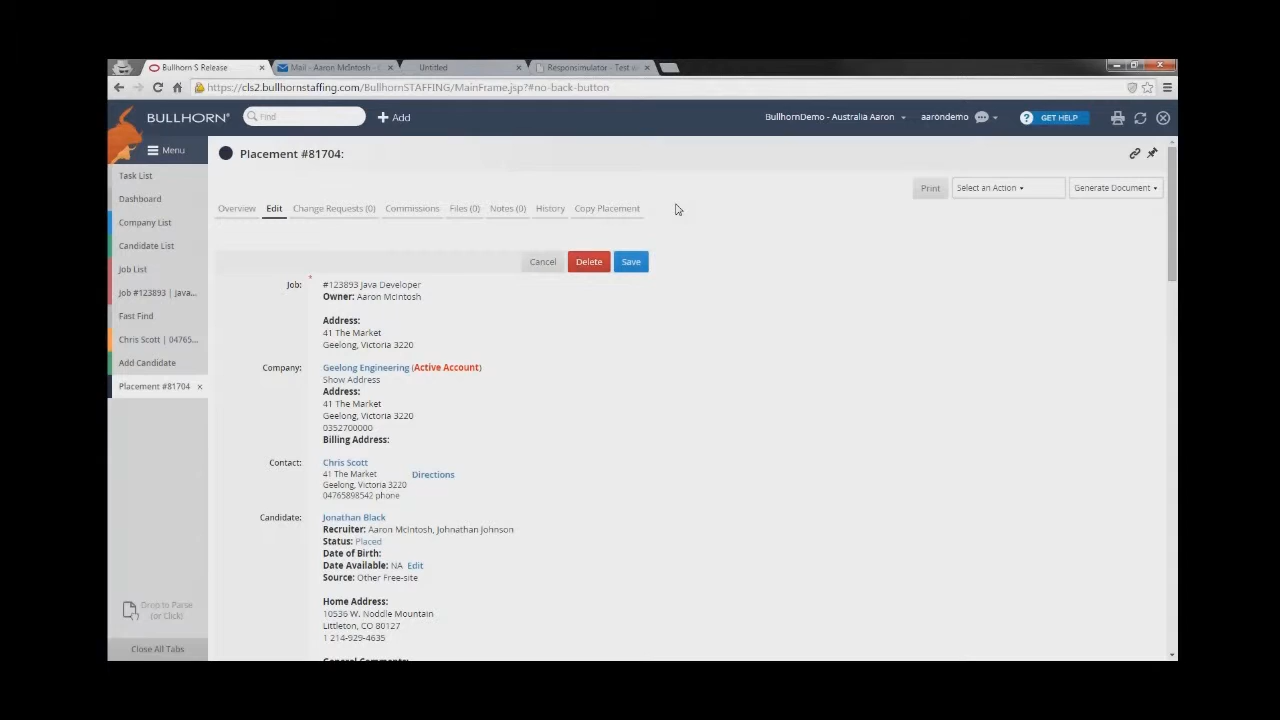 Bullhorn S Release
Mail - Aaron McIntosh -
Untitled
Responsimulator - Test
https://cls2.bullhornstaffing.com/BullhornSTAFFING/MainFrame.jsp?#no-back-button
BULLHORN
Find
Add
BullhornDemo - Australia Aaron
aarondemo
? GET HELP
Menu
Placement #81704:
Print
Select an Action
Generate Document
Overview
Edit
Change Requests (0)
Commissions
Files (0)
Notes (0)
History
Copy Placement
Task List
Dashboard
Company List
Candidate List
Job List
Job #123893 | Java...
Fast Find
Chris Scott | 04765...
Add Candidate
Placement #81704
Drop to Parse
(or Click)
Close All Tabs
Cancel
Delete
Save
Job: * #123893 Java Developer
Owner: Aaron McIntosh
Address:
41 The Market
Geelong, Victoria 3220
Company: Geelong Engineering (Active Account)
Show Address
Address:
41 The Market
Geelong, Victoria 3220
0352700000
Billing Address:
Contact: Chris Scott
41 The Market
Directions
Geelong, Victoria 3220
04765898542 phone
Candidate: Jonathan Black
Recruiter: Aaron McIntosh, Johnathan Johnson
Status: Placed
Date of Birth:
Date Available: NA Edit
Source: Other Free-site
Home Address:
10536 W. Noddle Mountain
Littleton, CO 80127
1 214-929-4635
General Comments: